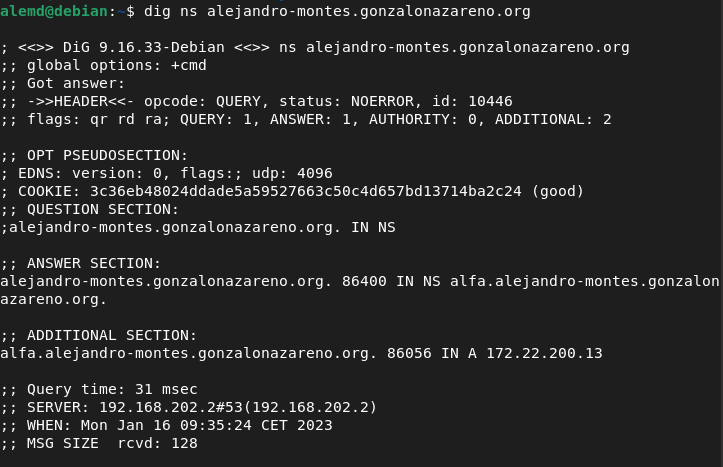 alemd@debian:~$ dig ns alejandro-montes.gonzalonazareno.org
; <<>> DiG 9.16.33-Debian <<>> ns alejandro-montes.gonzalonazareno.org
;; global options: +cmd
;; Got answer:
;; ->>HEADER<<- opcode: QUERY, status: NOERROR, id: 10446
;; flags: qr rd ra; QUERY: 1, ANSWER: 1, AUTHORITY: 0, ADDITIONAL: 2
;; OPT PSEUDOSECTION:
; EDNS: version: 0, flags:; udp: 4096
; COOKIE: 3c36eb48024ddade5a59527663c50c4d657bd13714ba2c24 (good)
;; QUESTION SECTION:
;alejandro-montes.gonzalonazareno.org. IN NS
;; ANSWER SECTION:
alejandro-montes.gonzalonazareno.org. 86400 IN NS alfa.alejandro-montes.gonzalon
azareno.org.
;; ADDITIONAL SECTION:
alfa.alejandro-montes.gonzalonazareno.org. 86056 IN A 172.22.200.13
;; Query time: 31 msec
;; SERVER: 192.168.202.2#53(192.168.202.2)
;; WHEN: Mon Jan 16 09:35:24 CET 2023
;; MSG SIZE  rcvd: 128